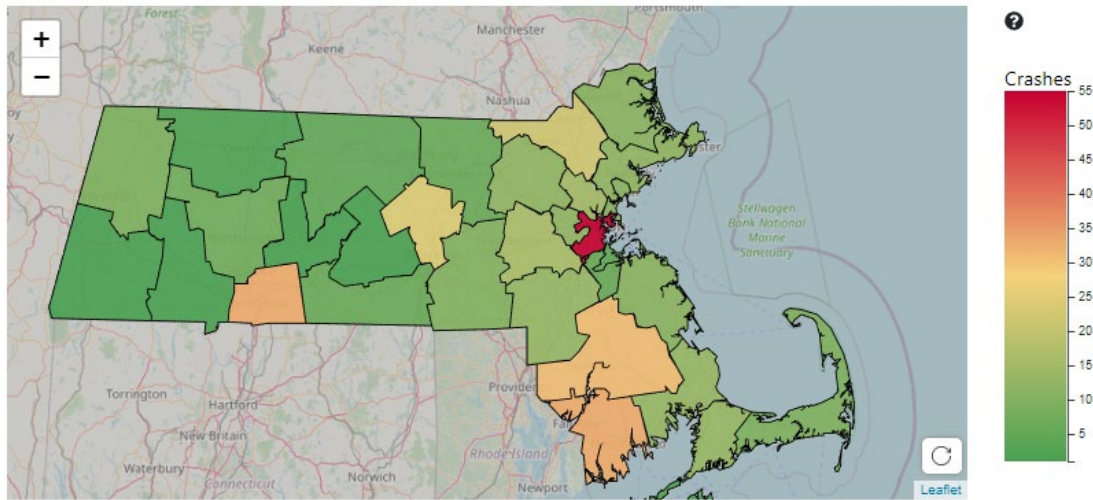 Forest
Portsmouth
+
−
Keene
Manchester
Nashua
Stellwagen
Bank National
Marine
Sanctuary
Torrington
Hartford
New Britain
Waterbury
Connecticut
Norwich
Rhode Island
Newport
Leaflet
?
Crashes
55
50
45
40
35
30
25
20
15
10
5